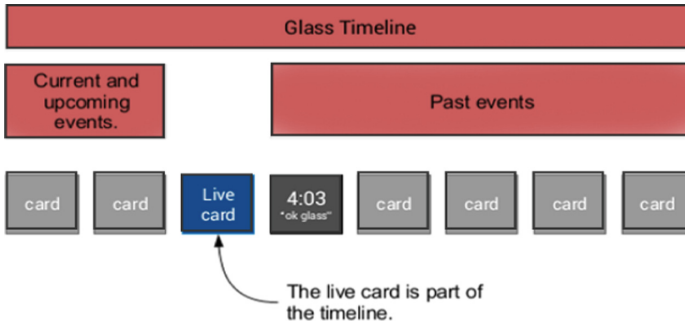 Glass Timeline
Current and
upcoming
events.
Past events
card
card
Live
card
4:03
"ok glass"
card
card
card
card
The live card is part of
the timeline.